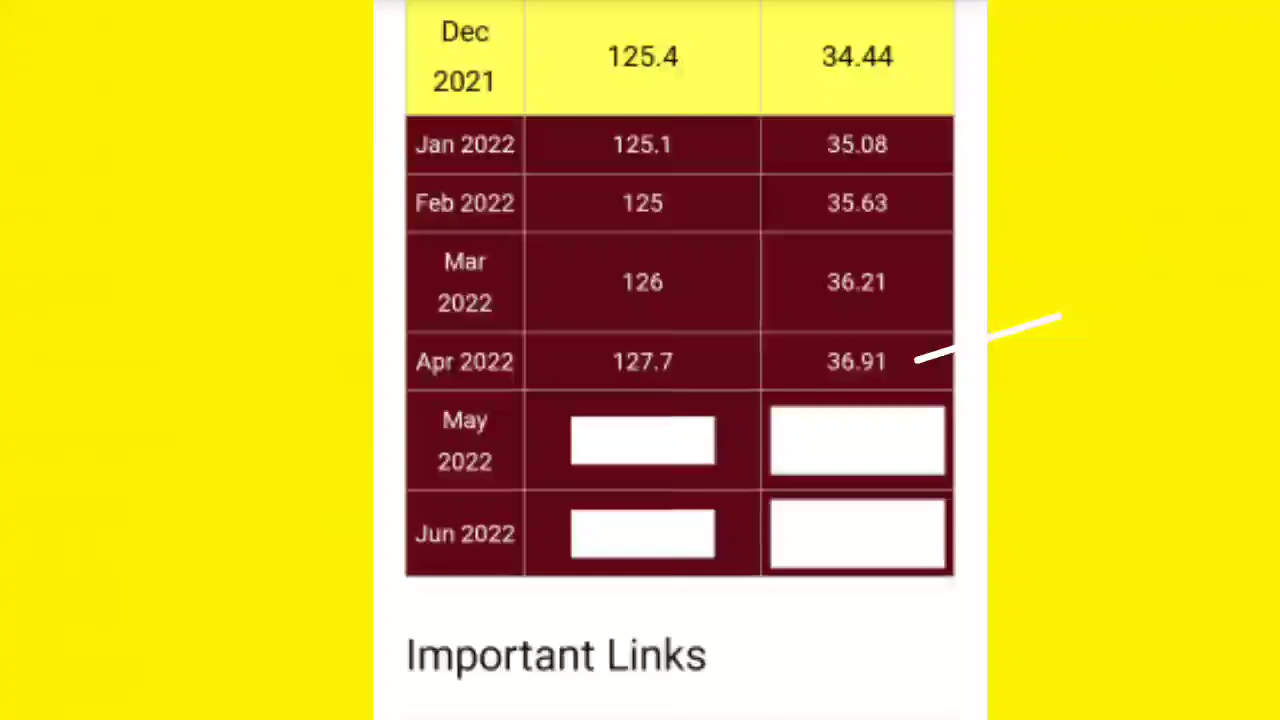 Dec
2021
125.4
34.44
Jan 2022
125.1
35.08
Feb 2022
125
35.63
Mar
2022
126
36.21
Apr 2022
127.7
36.91
May
2022
Jun 2022
Important Links